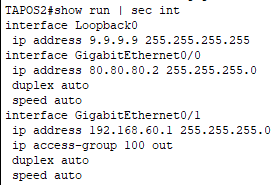 TAPOS2#show run | sec int
interface Loopback0
 ip address 9.9.9.9 255.255.255.255
interface GigabitEthernet0/0
 ip address 80.80.80.2 255.255.255.0
 duplex auto
 speed auto
interface GigabitEthernet0/1
 ip address 192.168.60.1 255.255.255.0
 ip access-group 100 out
 duplex auto
 speed auto